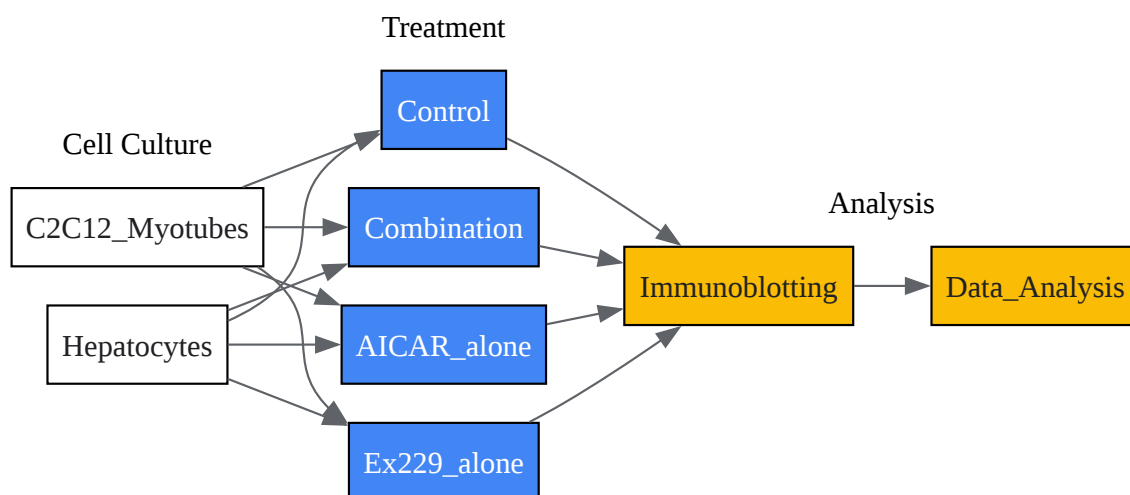 Treatment
Control
Cell Culture
C2C12_Myotubes
Combination
Analysis
Immunoblotting
Data_Analysis
Hepatocytes
AICAR_alone
Ex229_alone